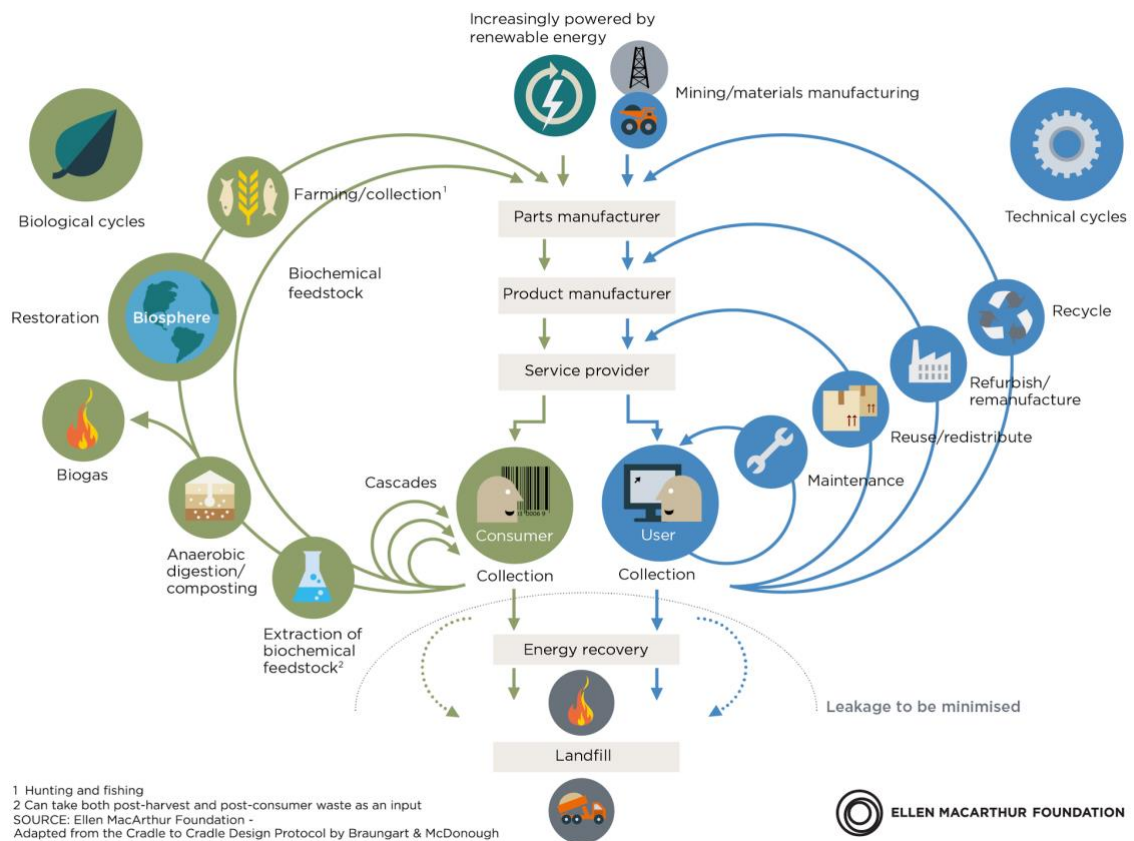 Increasingly powered by
renewable energy
Mining/materials manufacturing
Biological cycles
Farming/collection¹
Technical cycles
Parts manufacturer
Biochemical
feedstock
Product manufacturer
Restoration
Biosphere
Recycle
Service provider
Refurbish/
remanufacture
Biogas
Reuse/redistribute
Cascades
Maintenance
Consumer
User
Anaerobic
digestion/
composting
Collection
Collection
Extraction of
biochemical
feedstock²
Energy recovery
Leakage to be minimised
Landfill
1 Hunting and fishing
2 Can take both post-harvest and post-consumer waste as an input
SOURCE: Ellen MacArthur Foundation -
Adapted from the Cradle to Cradle Design Protocol by Braungart & McDonough
ELLEN MACARTHUR FOUNDATION